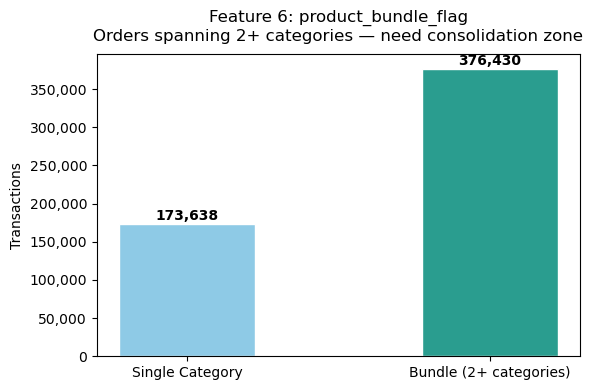 Feature 6: product_bundle_flag
Orders spanning 2+ categories — need consolidation zone
376,430
350,000
300,000
250,000
200,000
173,638
150,000
100,000
50,000
0
Transactions
Single Category
Bundle (2+ categories)